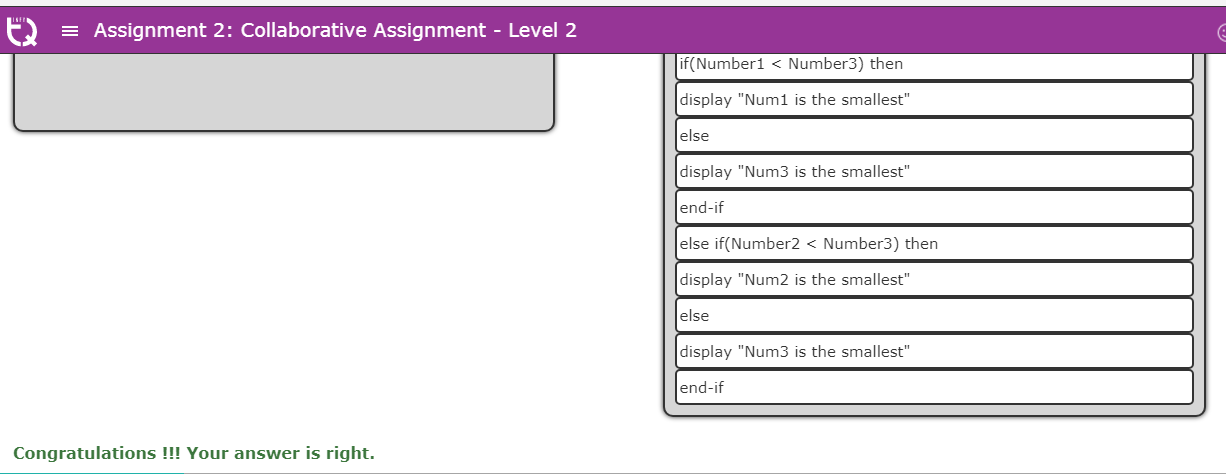 Assignment 2: Collaborative Assignment - Level 2
if(Number1 < Number3) then
display "Num1 is the smallest"
else
display "Num3 is the smallest"
end-if
else if(Number2 < Number3) then
display "Num2 is the smallest"
else
display "Num3 is the smallest"
end-if
Congratulations !!! Your answer is right.